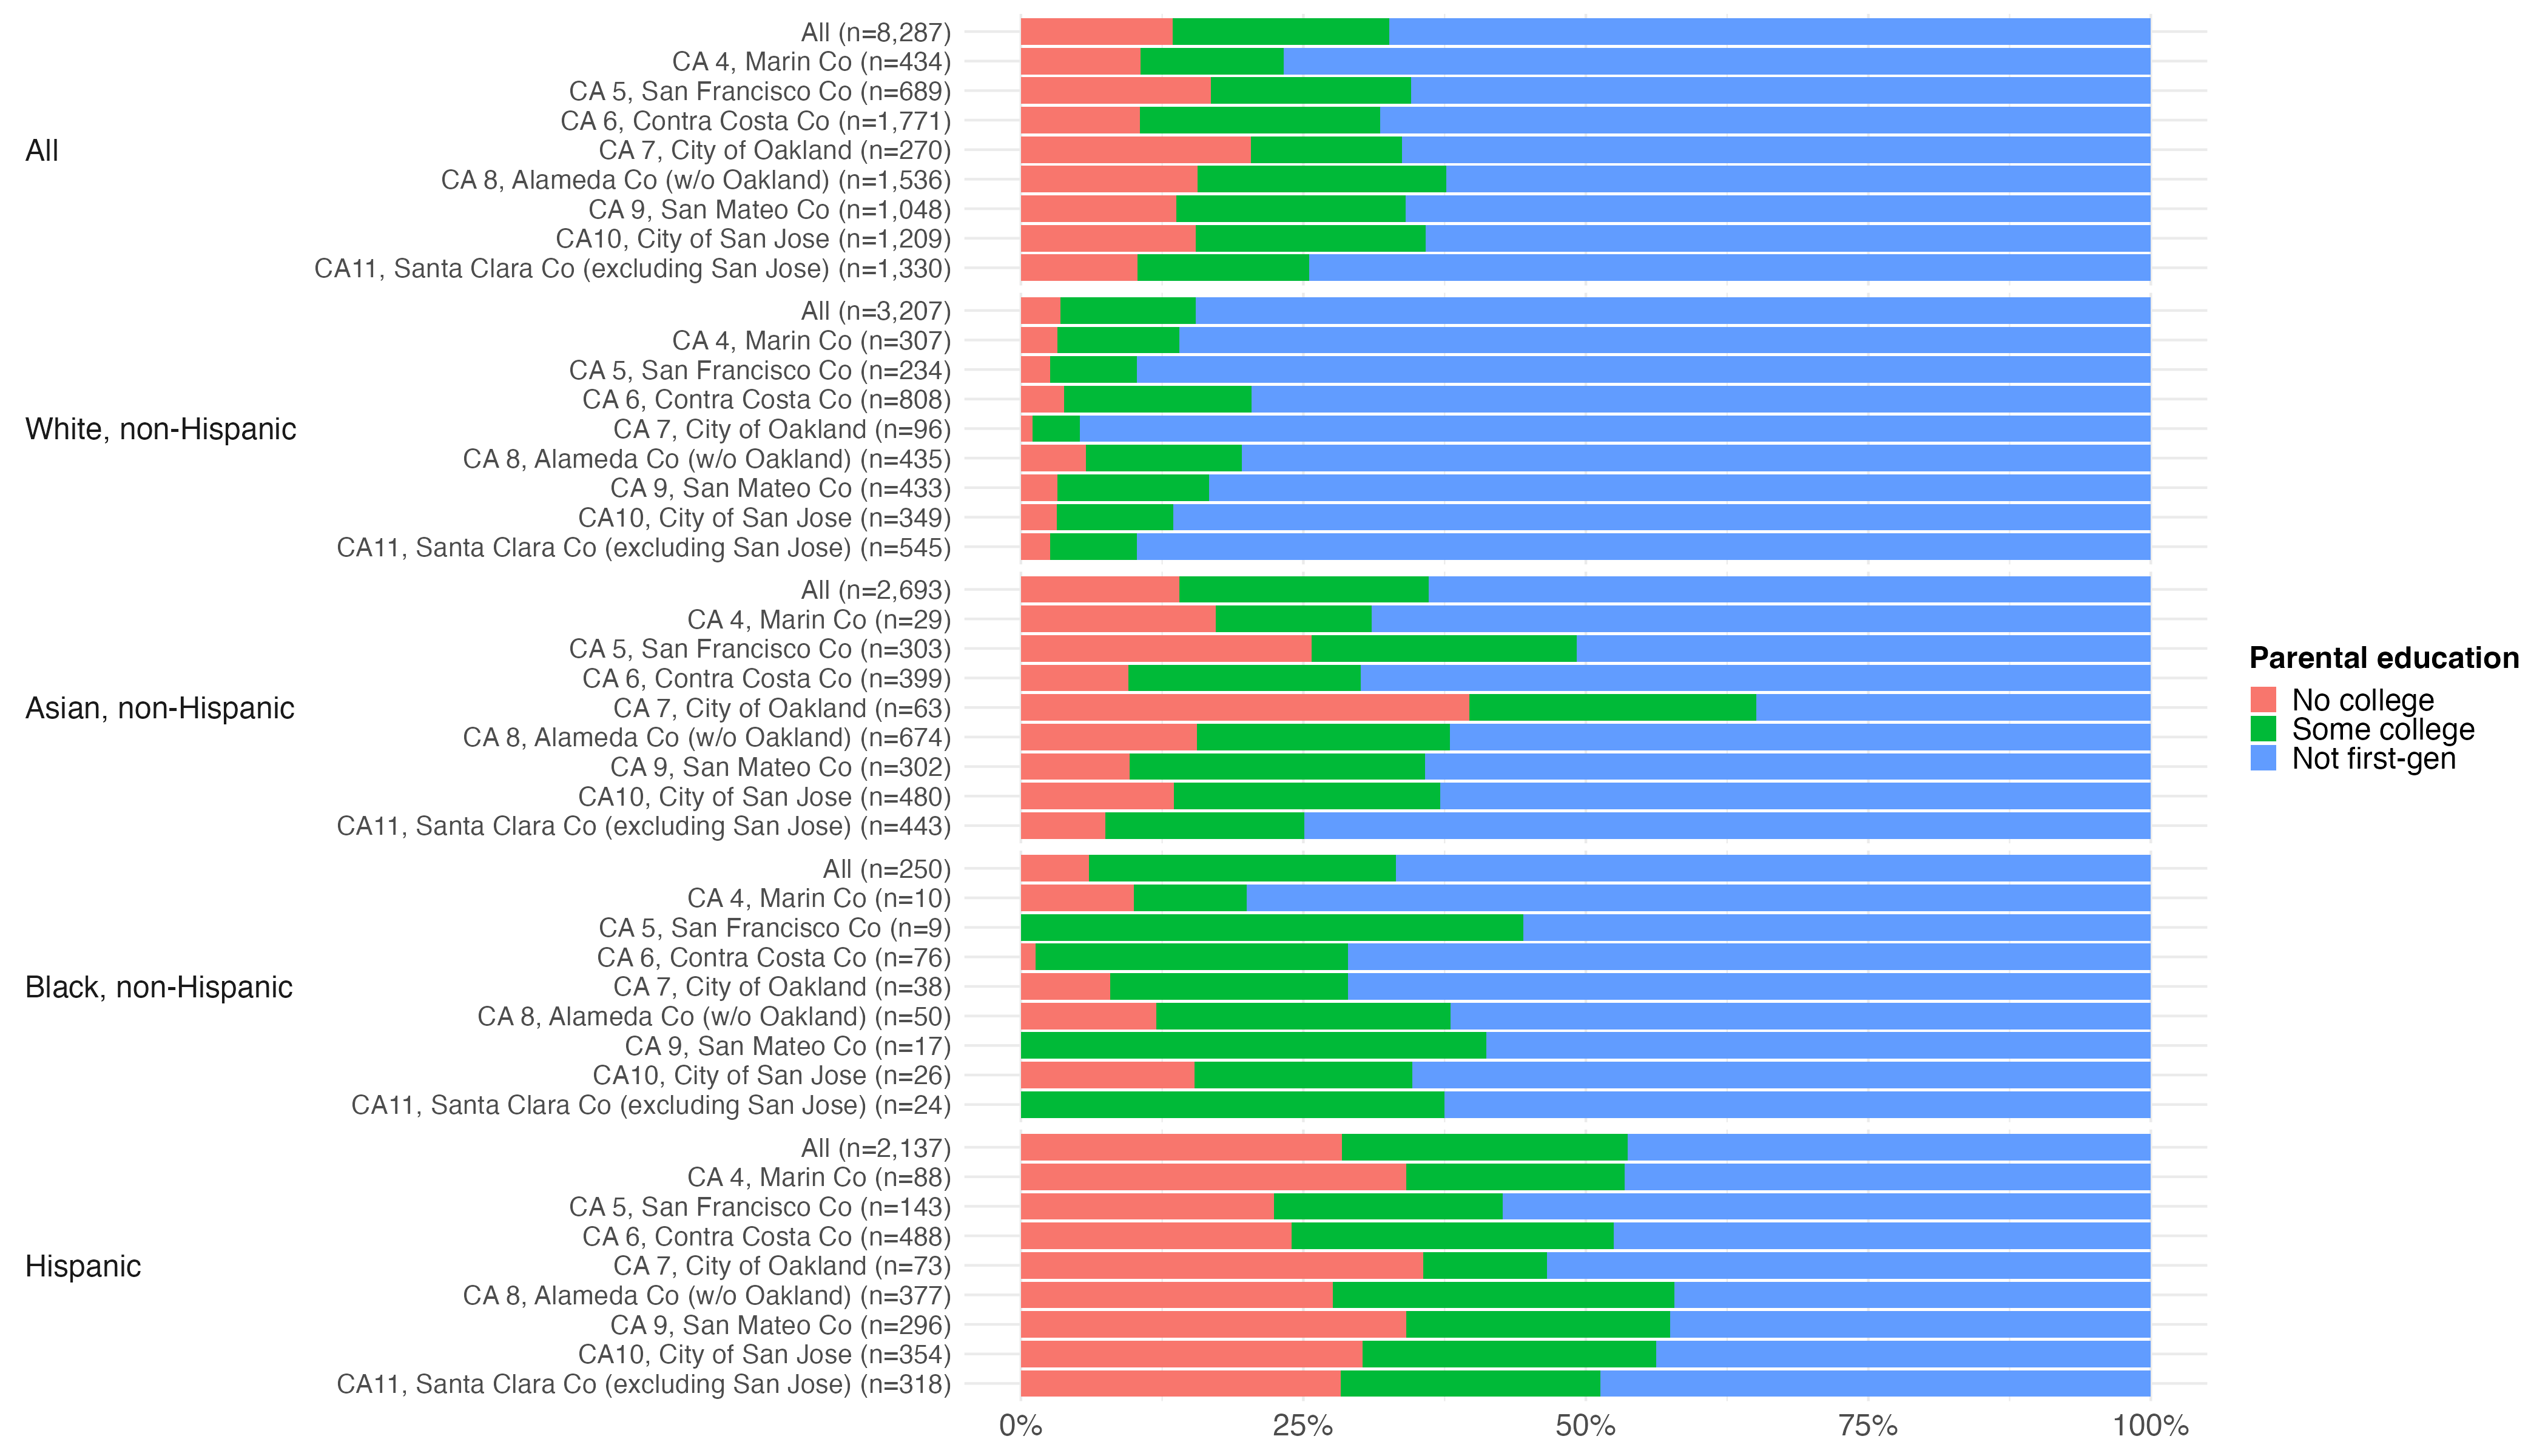 All
All (n=8,287)
CA 4, Marin Co (n=434)
CA 5, San Francisco Co (n=689)
CA 6, Contra Costa Co (n=1,771)
CA 7, City of Oakland (n=270)
CA 8, Alameda Co (w/o Oakland) (n=1,536)
CA 9, San Mateo Co (n=1,048)
CA10, City of San Jose (n=1,209)
CA11, Santa Clara Co (excluding San Jose) (n=1,330)
White, non-Hispanic
All (n=3,207)
CA 4, Marin Co (n=307)
CA 5, San Francisco Co (n=234)
CA 6, Contra Costa Co (n=808)
CA 7, City of Oakland (n=96)
CA 8, Alameda Co (w/o Oakland) (n=435)
CA 9, San Mateo Co (n=433)
CA10, City of San Jose (n=349)
CA11, Santa Clara Co (excluding San Jose) (n=545)
Asian, non-Hispanic
All (n=2,693)
CA 4, Marin Co (n=29)
CA 5, San Francisco Co (n=303)
CA 6, Contra Costa Co (n=399)
CA 7, City of Oakland (n=63)
CA 8, Alameda Co (w/o Oakland) (n=674)
CA 9, San Mateo Co (n=302)
CA10, City of San Jose (n=480)
CA11, Santa Clara Co (excluding San Jose) (n=443)
Black, non-Hispanic
All (n=250)
CA 4, Marin Co (n=10)
CA 5, San Francisco Co (n=9)
CA 6, Contra Costa Co (n=76)
CA 7, City of Oakland (n=38)
CA 8, Alameda Co (w/o Oakland) (n=50)
CA 9, San Mateo Co (n=17)
CA10, City of San Jose (n=26)
CA11, Santa Clara Co (excluding San Jose) (n=24)
Hispanic
All (n=2,137)
CA 4, Marin Co (n=88)
CA 5, San Francisco Co (n=143)
CA 6, Contra Costa Co (n=488)
CA 7, City of Oakland (n=73)
CA 8, Alameda Co (w/o Oakland) (n=377)
CA 9, San Mateo Co (n=296)
CA10, City of San Jose (n=354)
CA11, Santa Clara Co (excluding San Jose) (n=318)
0% 25% 50% 75% 100%
Parental education
No college
Some college
Not first-gen